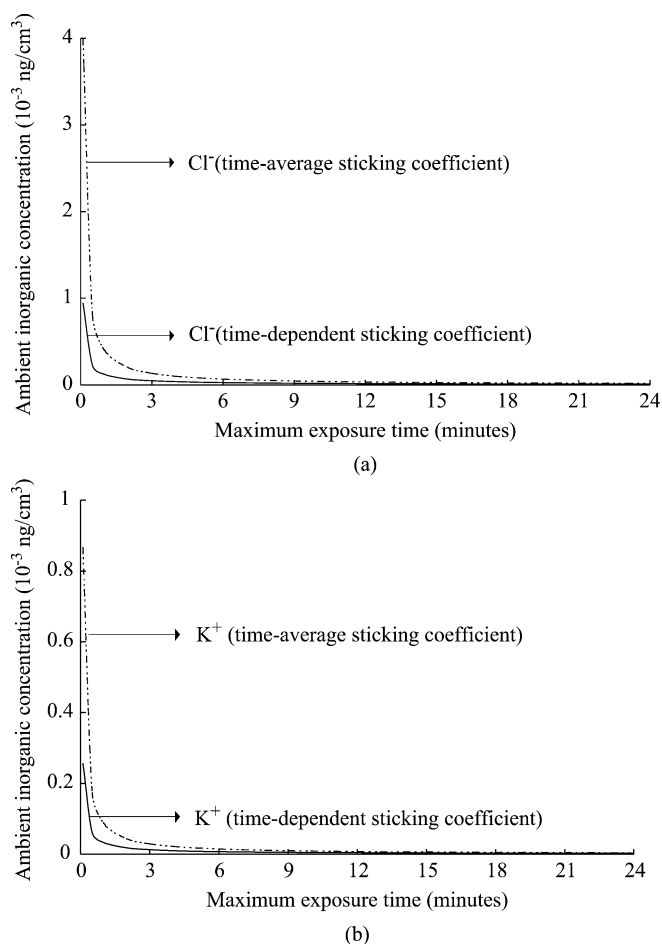 Ambient inorganic concentration (10⁻³ ng/cm³)
4
3
2
1
0
Cl⁻(time-average sticking coefficient)
Cl⁻(time-dependent sticking coefficient)
0 3 6 9 12 15 18 21 24
Maximum exposure time (minutes)
(a)
Ambient inorganic concentration (10⁻³ ng/cm³)
1
0.8
0.6
0.4
0.2
0
K⁺ (time-average sticking coefficient)
K⁺ (time-dependent sticking coefficient)
0 3 6 9 12 15 18 21 24
Maximum exposure time (minutes)
(b)